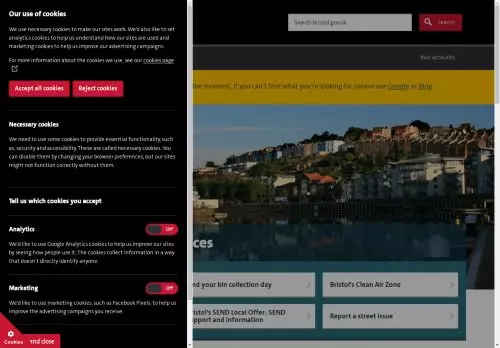 Our use of cookies
We use necessary cookies to make our sites work. We'd also like to set
analytics cookies to help us understand how our sites are used and
marketing cookies to help us improve our advertising campaigns.
For more information about the cookies we use, see our cookies page
Accept all cookies
Reject cookies
Necessary cookies
We need to use some cookies to provide essential functionality, such
as, security and accessibility. These are called necessary cookies. You
can disable them by changing your browser preferences, but our sites
might not function correctly without them.
Tell us which cookies you accept
Analytics
Off
We'd like to use Google Analytics cookies to help us improve our sites
by seeing how people use it. The cookies collect information in a way
that doesn't directly identify anyone.
Marketing
Off
We'd like to use marketing cookies, such as Facebook Pixels, to help us
improve the advertising campaigns you receive.
Cookies
and close
Search bristol.gov.uk
Search
Your accounts
the moment, if you can't find what you're looking for please use Google or Bing.
ces
nd your bin collection day
Bristol's Clean Air Zone
ristol's SEND Local Offer: SEND
pport and information
Report a street issue